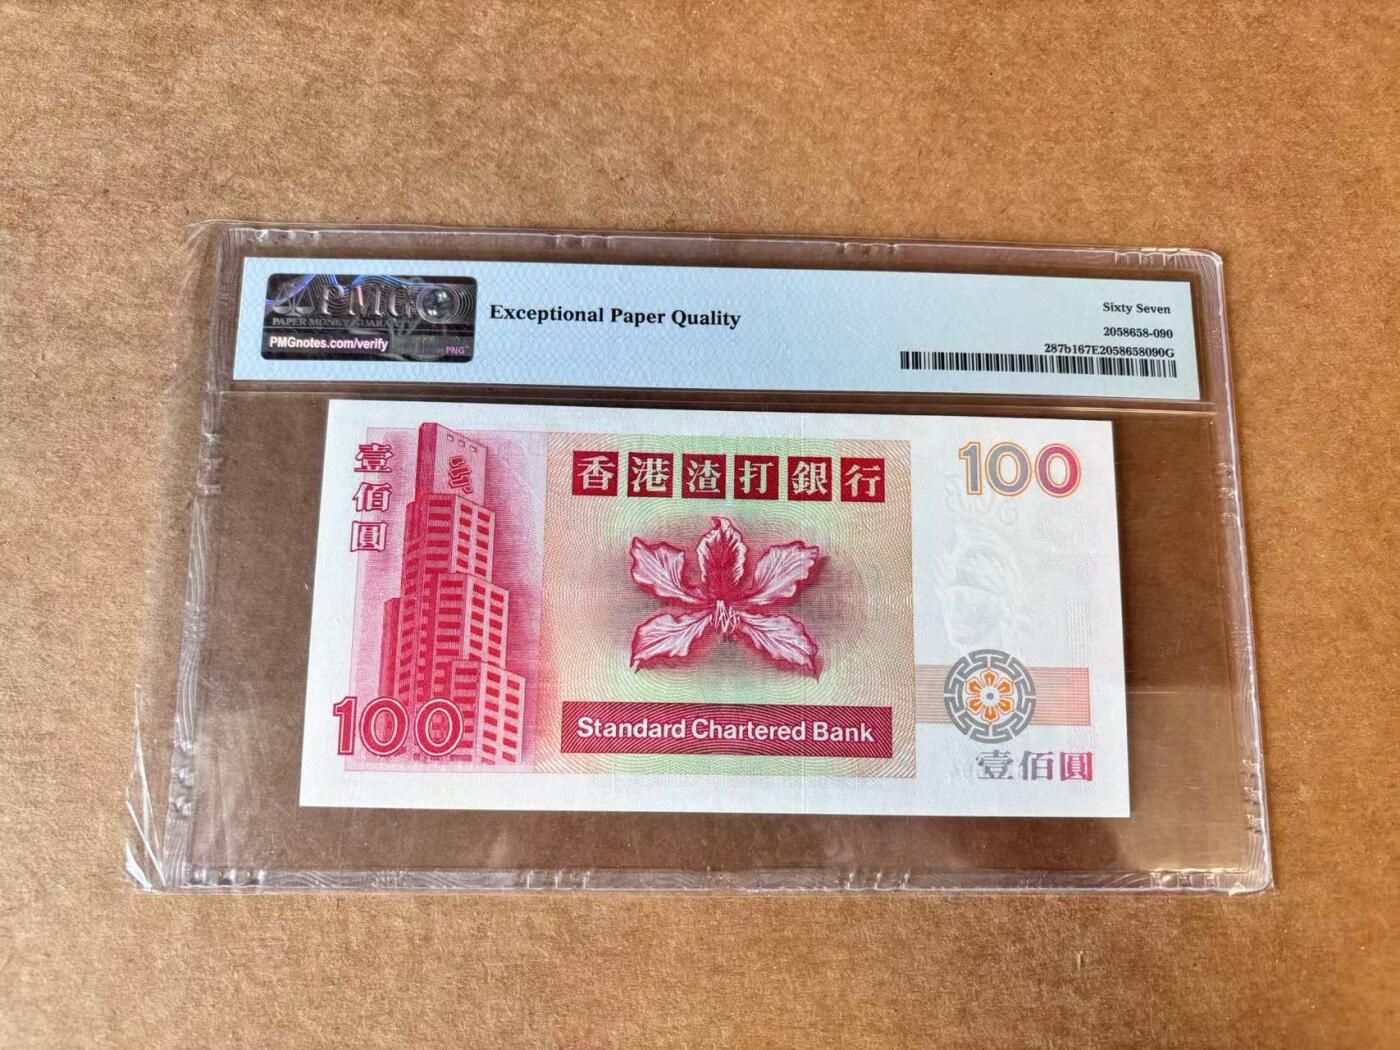 PMG
PAPER MONEY GUARANTY
PMGnotes.com/verify
PNG
Exceptional Paper Quality
Sixty Seven
2058658-090
287b167E2058658090G
壹佰圓
香港渣打銀行
100
100
Standard Chartered Bank
壹佰圓